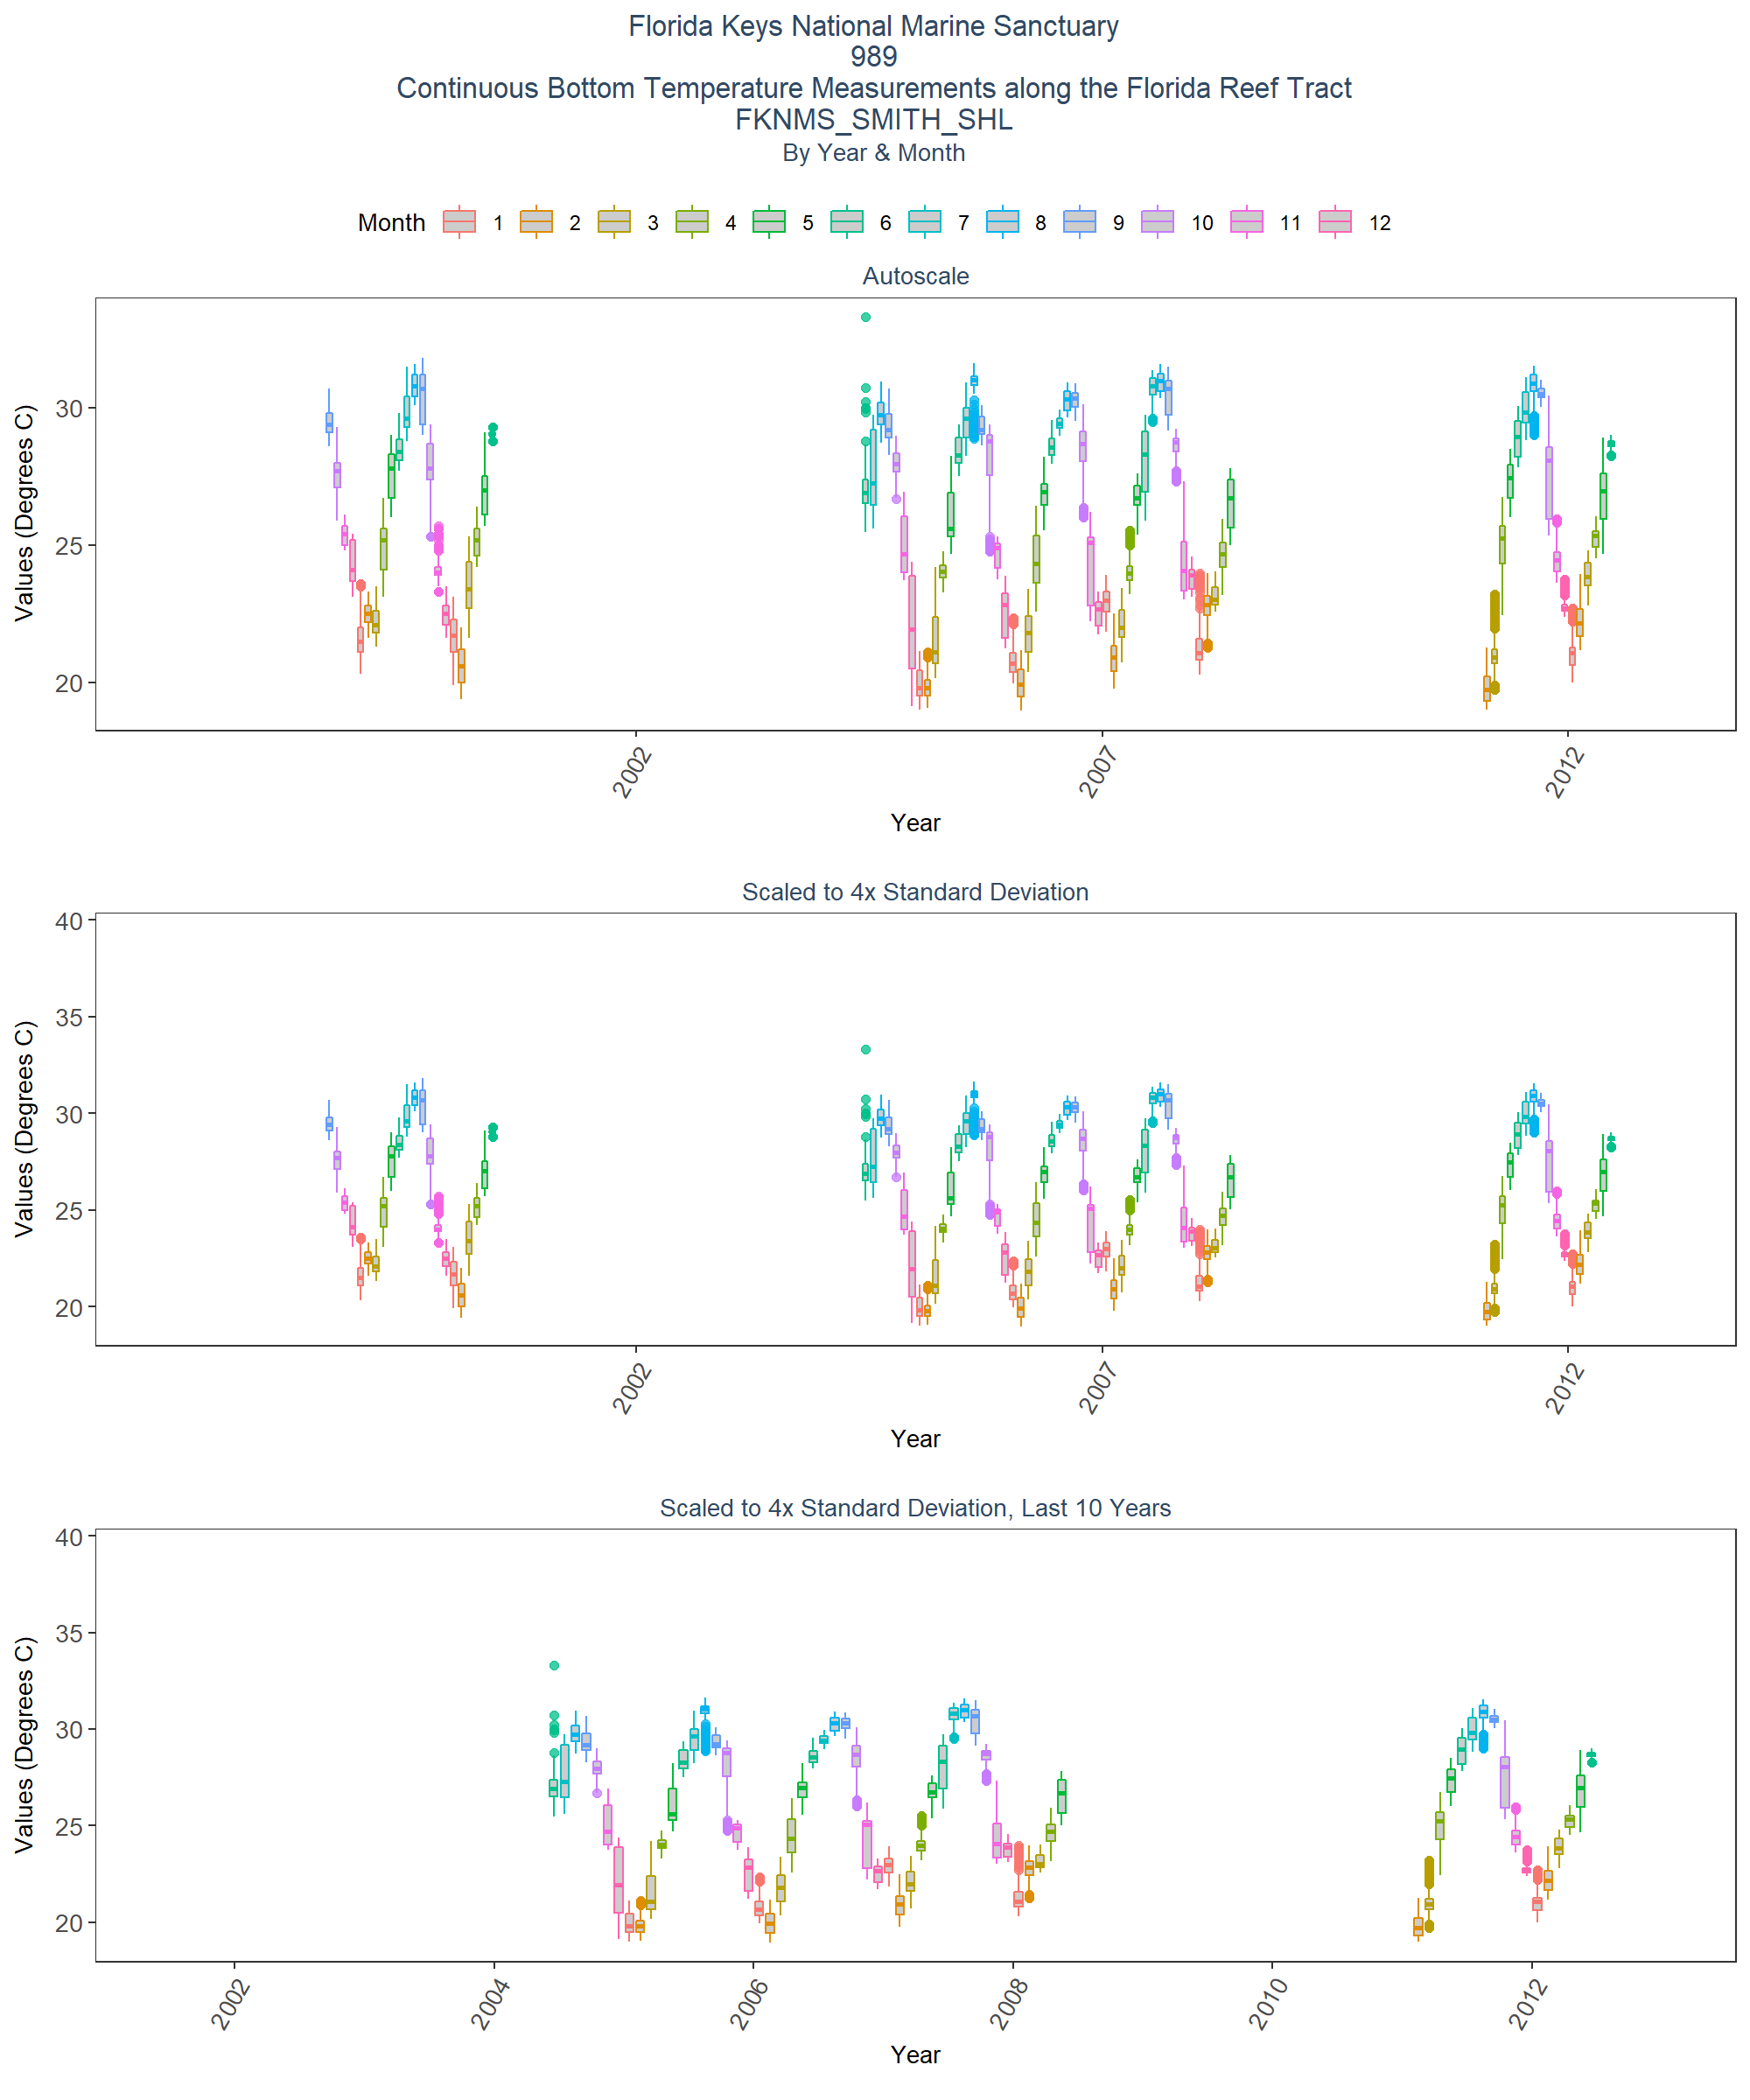 Florida Keys National Marine Sanctuary
989
Continuous Bottom Temperature Measurements along the Florida Reef Tract
FKNMS_SMITH_SHL
By Year & Month
Month 1 2 3 4 5 6 7 8 9 10 11 12
Autoscale
Values (Degrees C)
30
25
20
2002 2007 2012
Year
Scaled to 4x Standard Deviation
Values (Degrees C)
40
35
30
25
20
2002 2007 2012
Year
Scaled to 4x Standard Deviation, Last 10 Years
Values (Degrees C)
40
35
30
25
20
2002 2004 2006 2008 2010 2012
Year